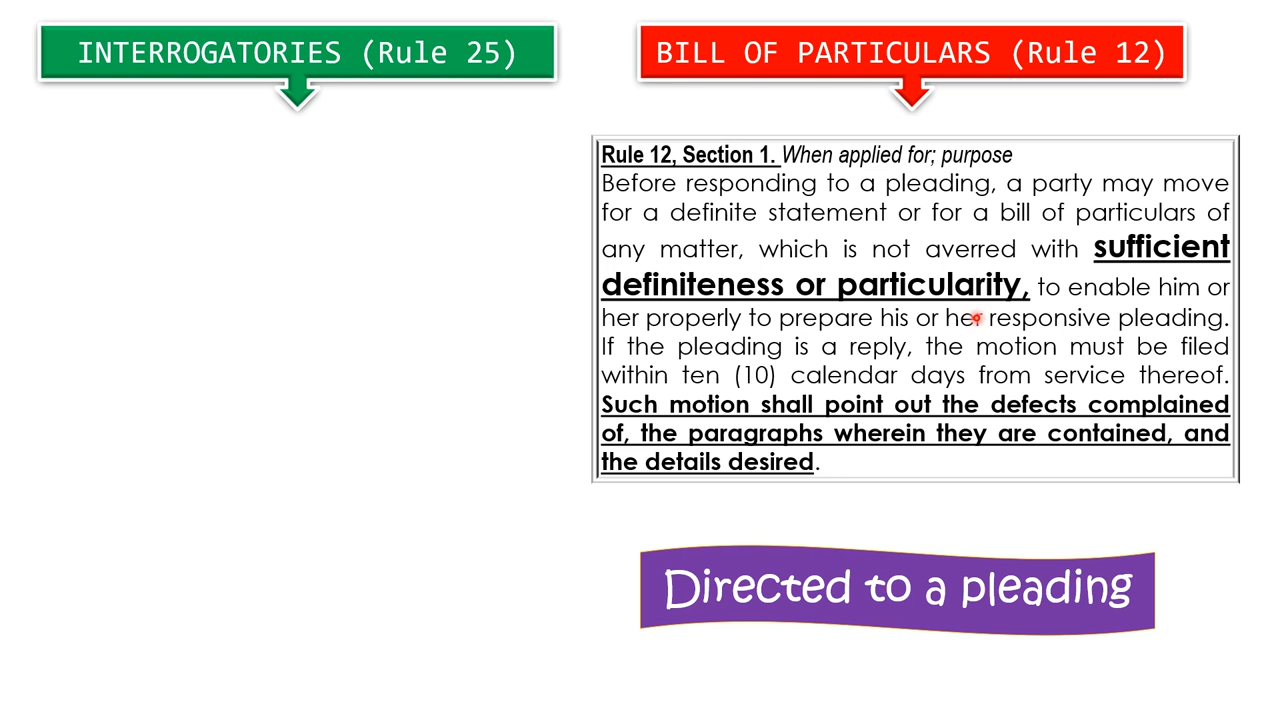 INTERROGATORIES (Rule 25)
BILL OF PARTICULARS (Rule 12)
Rule 12, Section 1. When applied for; purpose
Before responding to a pleading, a party may move
for a definite statement or for a bill of particulars of
any matter, which is not averred with sufficient
definiteness or particularity, to enable him or
her properly to prepare his or her responsive pleading.
If the pleading is a reply, the motion must be filed
within ten (10) calendar days from service thereof.
Such motion shall point out the defects complained
of, the paragraphs wherein they are contained, and
the details desired.
Directed to a pleading